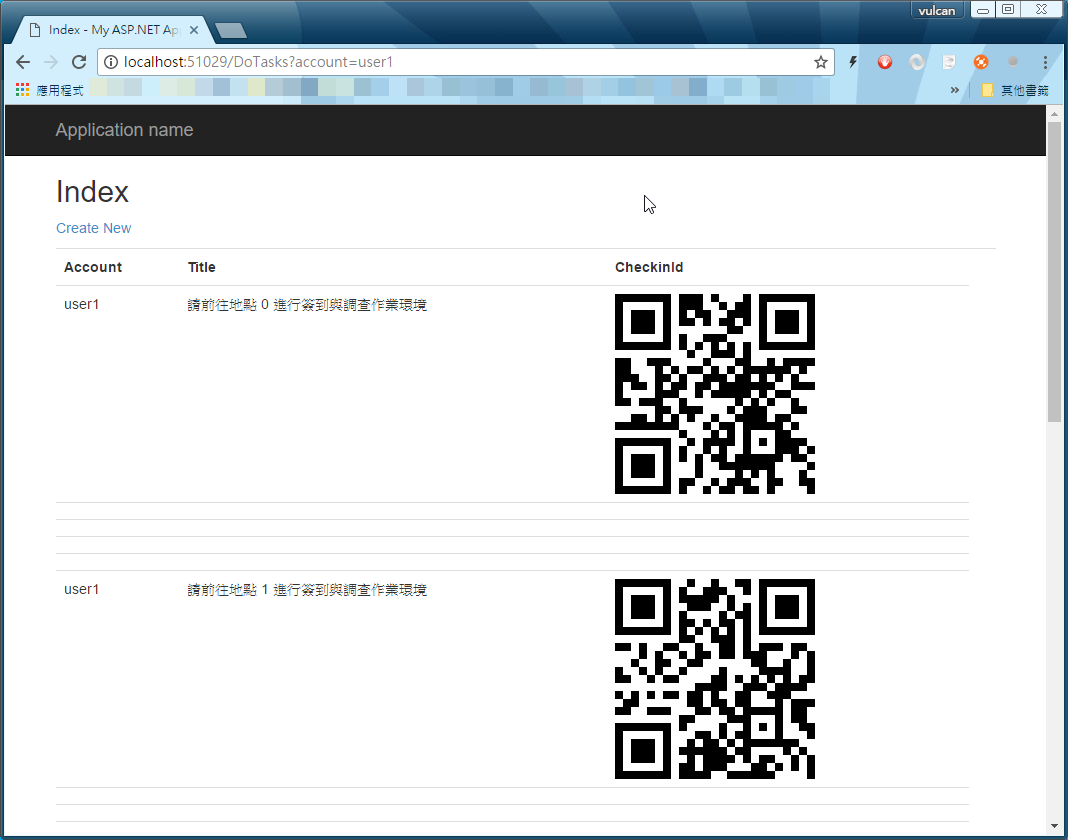 vulcan
Index - My ASP.NET Ap
localhost:51029/DoTasks?account=user1
應用程式
» 其他書籤
Application name
Index
Create New
Account Title CheckinId
user1 請前往地點 0 進行簽到與調查作業環境
user1 請前往地點 1 進行簽到與調查作業環境